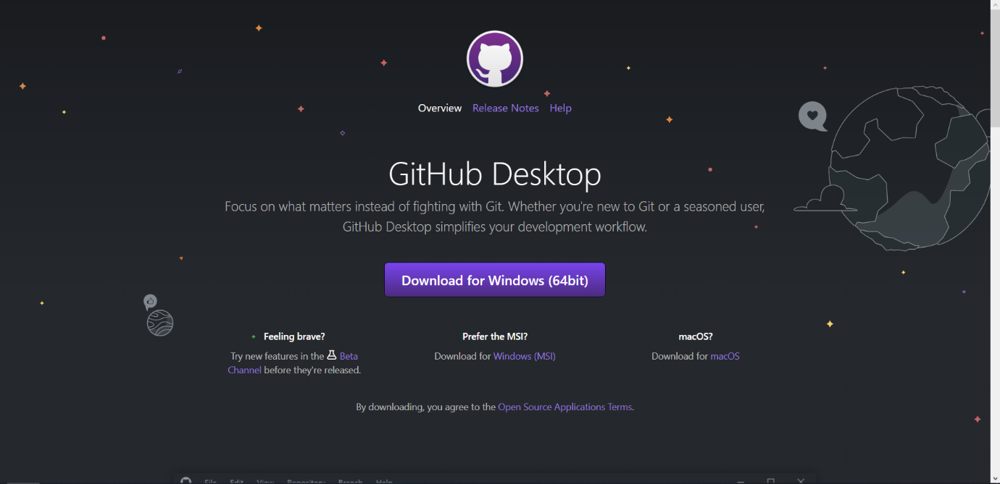 Overview Release Notes Help
GitHub Desktop
Focus on what matters instead of fighting with Git. Whether you're new to Git or a seasoned user,
GitHub Desktop simplifies your development workflow.
Download for Windows (64bit)
Feeling brave?
Try new features in the Beta
Channel before they're released.
Prefer the MSI?
Download for Windows (MSI)
macOS?
Download for macOS
By downloading, you agree to the Open Source Applications Terms.
File Edit View Repository Branch Help